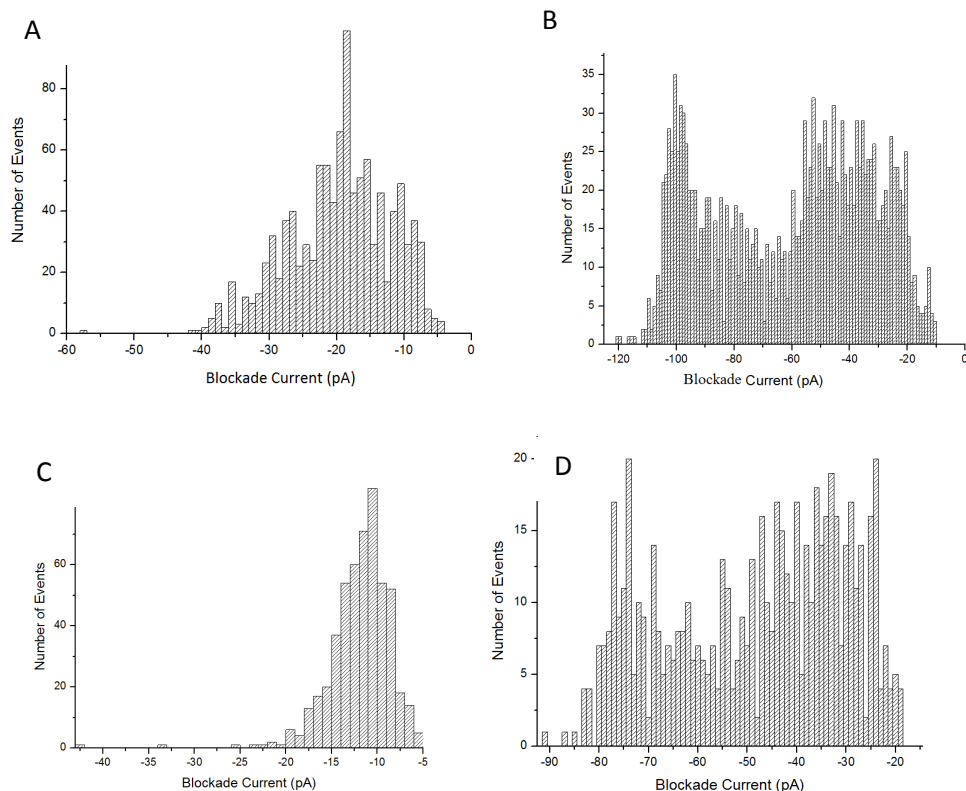 A
Number of Events
80
60
40
20
0
-60 -50 -40 -30 -20 -10 0
Blockade Current (pA)
B
Number of Events
35
30
25
20
15
10
5
0
-120 -100 -80 -60 -40 -20 0
Blockade Current (pA)
C
Number of Events
60
40
20
0
-40 -35 -30 -25 -20 -15 -10 -5
Blockade Current (pA)
D
Number of Events
20
15
10
5
0
-90 -80 -70 -60 -50 -40 -30 -20
Blockade Current (pA)